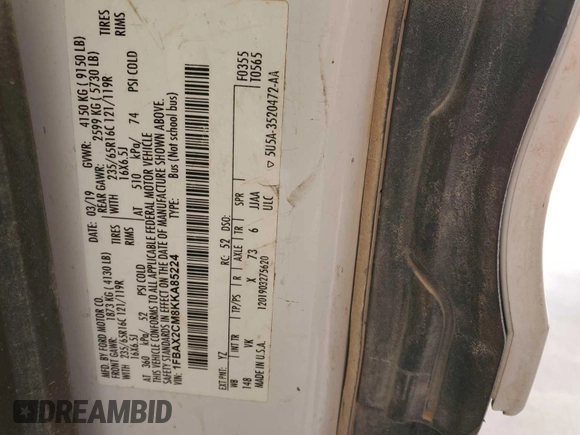 MFD. BY FORD MOTOR CO.
DATE: 03/19 GVWR: 4150 KG ( 9150 LB)
FRONT GAWR: 1873 KG ( 4130 LB) REAR GAWR: 2599 KG ( 5730 LB)
WITH 235/65R16C 121/119R TIRES WITH 235/65R16C 121/119R TIRES
16X6.5J RIMS 16X6.5J RIMS
AT 360 kPa/ 52 PSI COLD AT 510 kPa/ 74 PSI COLD
THIS VEHICLE CONFORMS TO ALL APPLICABLE FEDERAL MOTOR VEHICLE
SAFETY STANDARDS IN EFFECT ON THE DATE OF MANUFACTURE SHOWN ABOVE.
VIN: 1FBAX2CM8KKA85224 TYPE: Bus (Not school bus)
EXT PNT: YZ RC: 52 DSO: F0355
WB INT TR TP/PS R AXLE TR SPR T0565
148 VK X 73 6 JJAA
ULC
MADE IN U.S.A. 1201903275620
5U5A-3520472-AA
DREAMBID